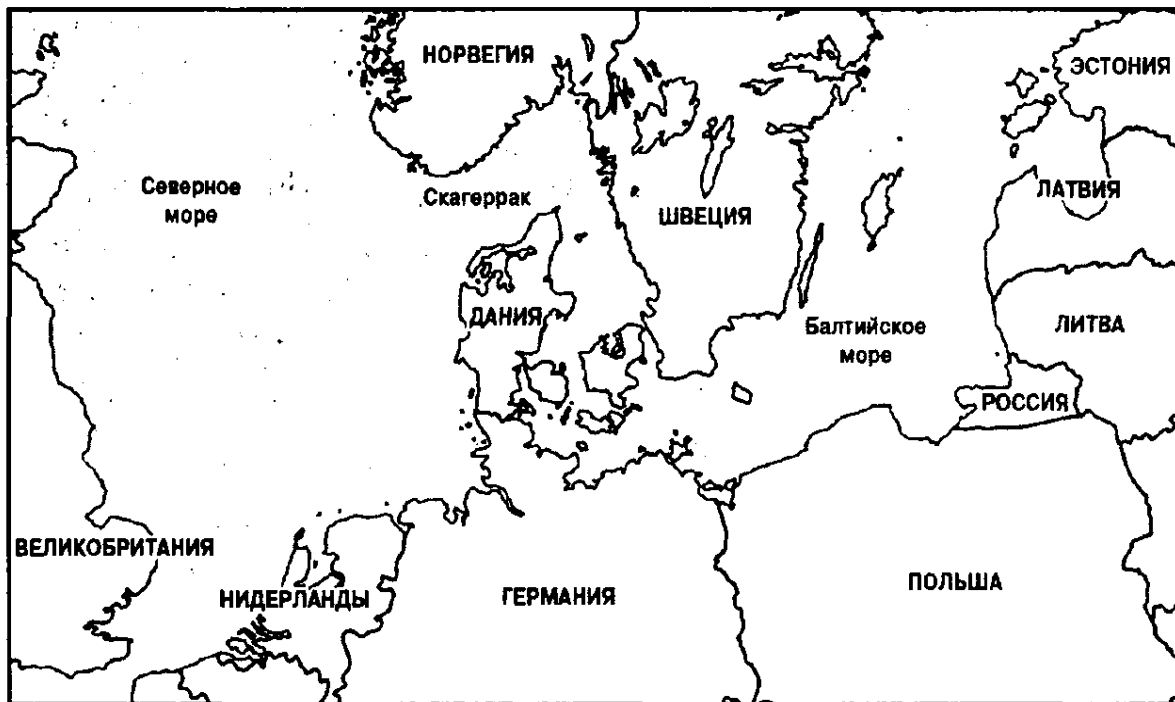 НОРВЕГИЯ
ЭСТОНИЯ
Северное
море
Скагеррак
ШВЕЦИЯ
ЛАТВИЯ
ДАНИЯ
Балтийское
море
ЛИТВА
РОССИЯ
ВЕЛИКОБРИТАНИЯ
НИДЕРЛАНДЫ
ГЕРМАНИЯ
ПОЛЬША